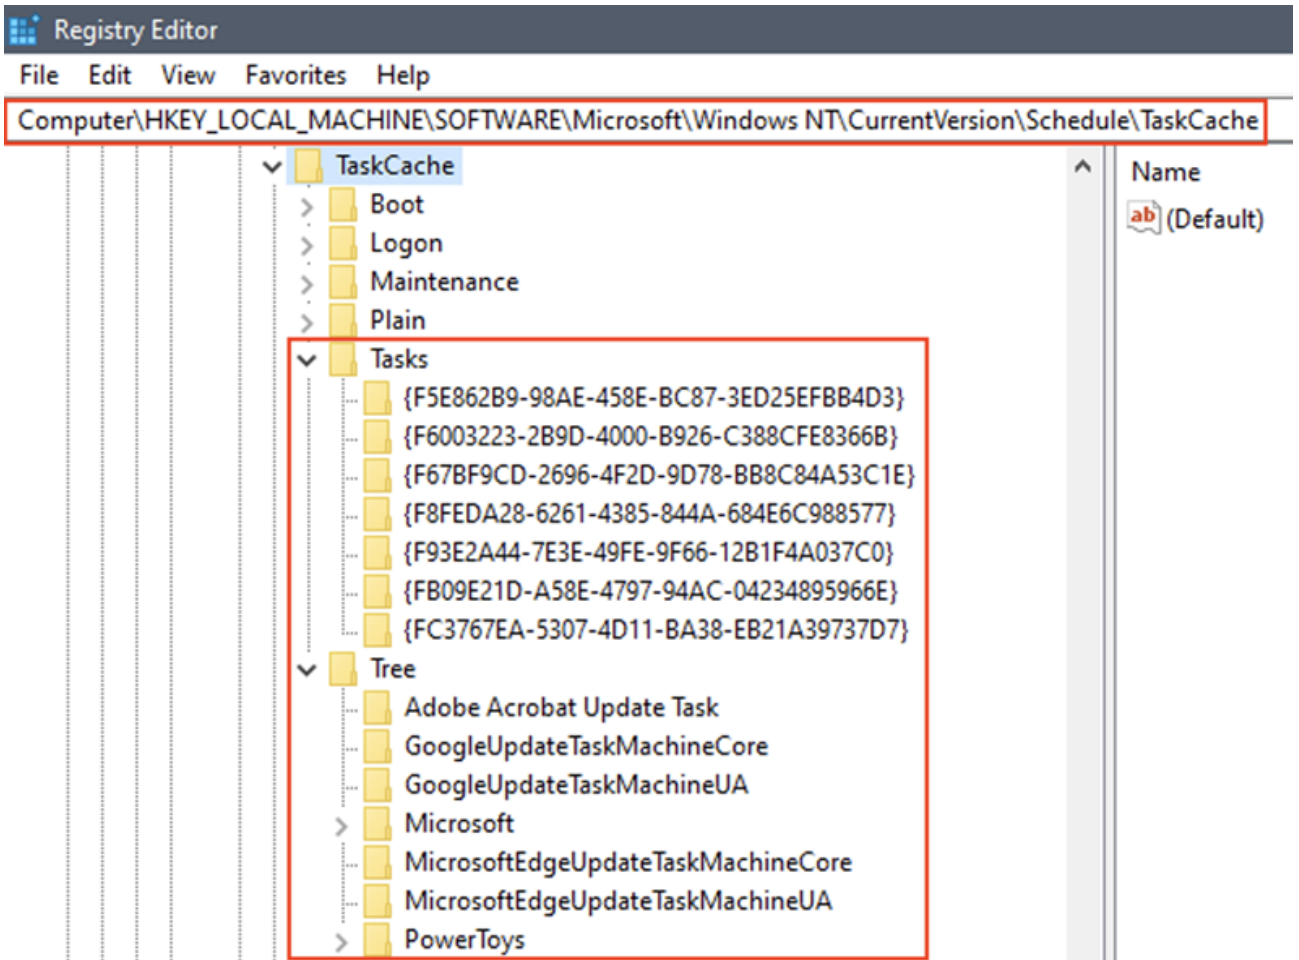 Registry Editor
File Edit View Favorites Help
Computer\HKEY_LOCAL_MACHINE\SOFTWARE\Microsoft\Windows NT\CurrentVersion\Schedule\TaskCache
TaskCache
Boot
Logon
Maintenance
Plain
Tasks
{F5E862B9-98AE-458E-BC87-3ED25EFBB4D3}
{F6003223-2B9D-4000-B926-C388CFE8366B}
{F67BF9CD-2696-4F2D-9D78-BB8C84A53C1E}
{F8FEDA28-6261-4385-844A-684E6C988577}
{F93E2A44-7E3E-49FE-9F66-12B1F4A037C0}
{FB09E21D-A58E-4797-94AC-04234895966E}
{FC3767EA-5307-4D11-BA38-EB21A39737D7}
Tree
Adobe Acrobat Update Task
GoogleUpdateTaskMachineCore
GoogleUpdateTaskMachineUA
Microsoft
MicrosoftEdgeUpdateTaskMachineCore
MicrosoftEdgeUpdateTaskMachineUA
PowerToys
Name
ab (Default)